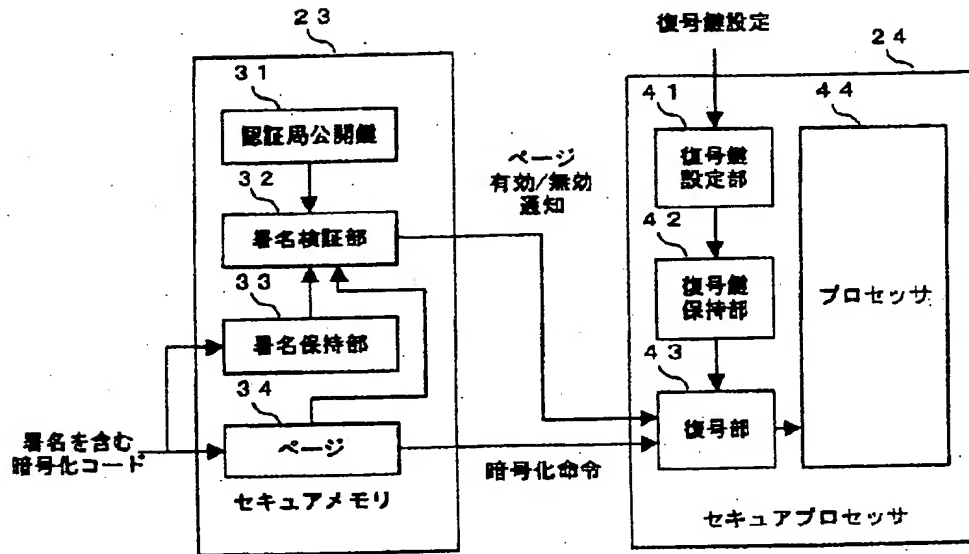 23
復号鍵設定
24
31
認証局公開鍵
32
署名検証部
33
署名保持部
34
ページ
セキュアメモリ
署名を含む
暗号化コード
ページ
有効/無効
通知
暗号化命令
41
復号鍵
設定部
42
復号鍵
保持部
43
復号部
44
プロセッサ
セキュアプロセッサ